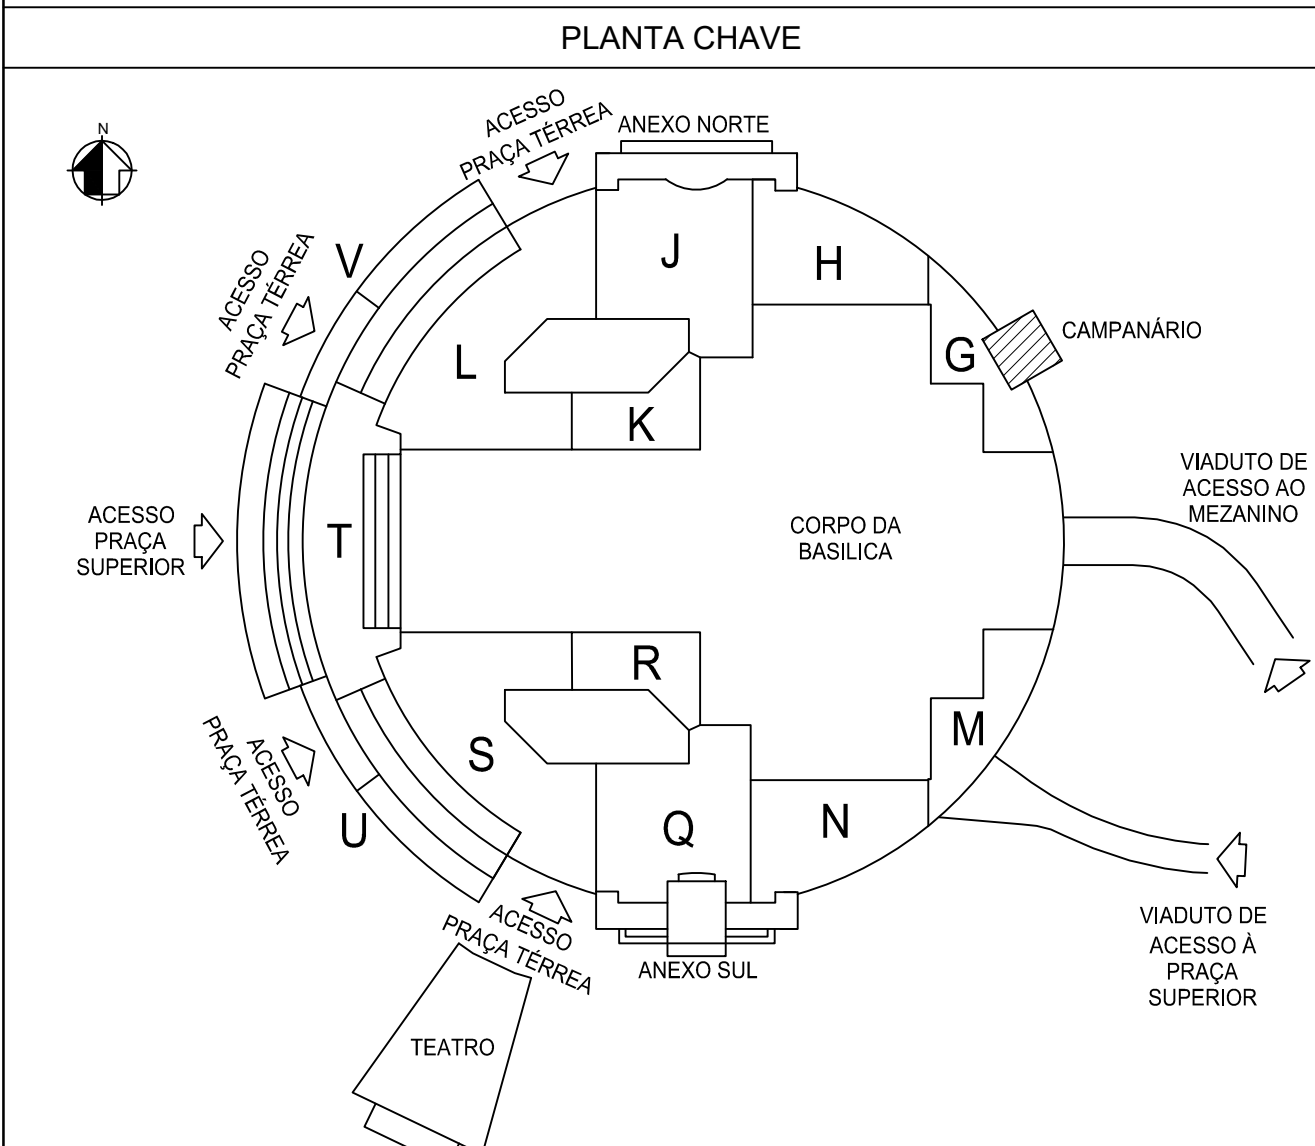 PLANTA CHAVE
N
ACESSO
PRAÇA TÉRREA
ANEXO NORTE
V
ACESSO
PRAÇA TÉRREA
J
H
CAMPANÁRIO
G
L
K
VIADUTO DE
ACESSO AO
MEZANINO
ACESSO
PRAÇA
SUPERIOR
T
CORPO DA
BASILICA
R
M
S
ACESSO
PRAÇA TÉRREA
U
Q
N
ACESSO
PRAÇA TÉRREA
ANEXO SUL
VIADUTO DE
ACESSO À
PRAÇA
SUPERIOR
TEATRO